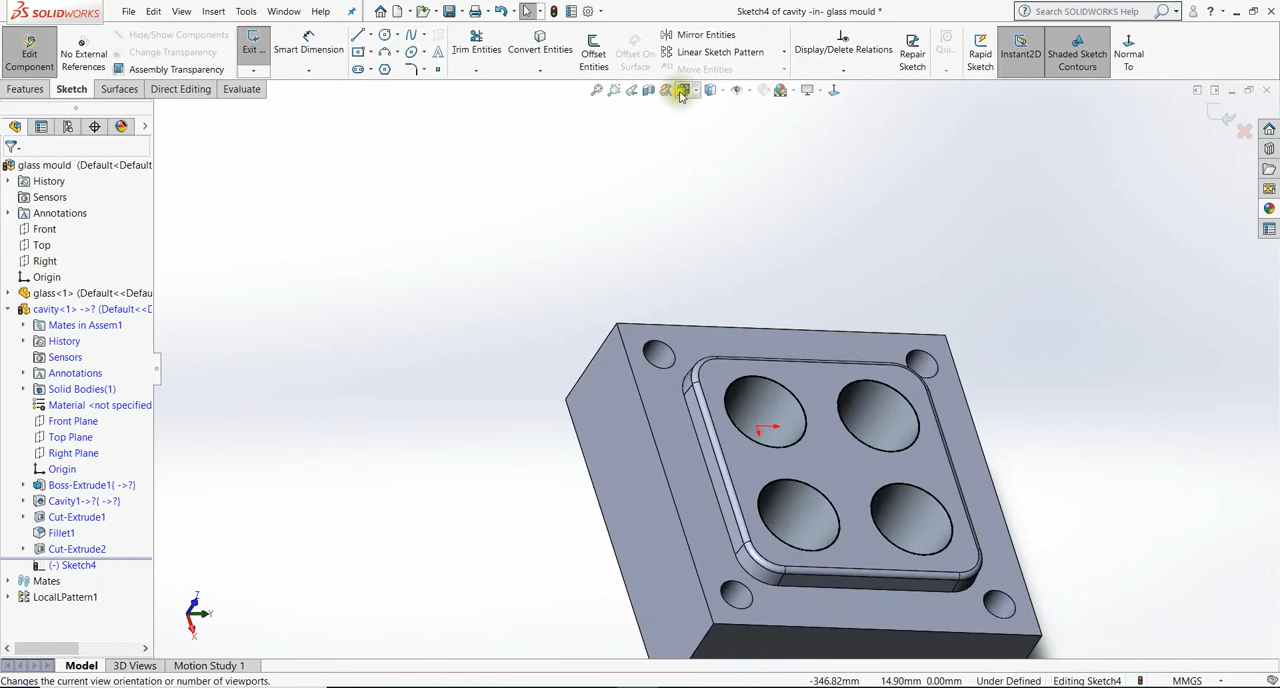 SOLIDWORKS File Edit View Insert Tools Window Help Sketch4 of cavity -in- glass mould * Search SOLIDWORKS Help
Edit Component
No External References
Hide/Show Components
Change Transparency
Assembly Transparency
Exit ...
Smart Dimension
Trim Entities
Convert Entities
Offset Entities
Offset On Surface
Mirror Entities
Linear Sketch Pattern
Move Entities
Display/Delete Relations
Repair Sketch
Qui...
Rapid Sketch
Instant2D
Shaded Sketch Contours
Normal To
Features Sketch Surfaces Direct Editing Evaluate
glass mould (Default<Default
History
Sensors
Annotations
Front
Top
Right
Origin
glass<1> (Default<<Defau
cavity<1> ->? (Default<<D
Mates in Assem1
History
Sensors
Annotations
Solid Bodies(1)
Material <not specified
Front Plane
Top Plane
Right Plane
Origin
Boss-Extrude1{ ->?}
Cavity1->?{ ->?}
Cut-Extrude1
Fillet1
Cut-Extrude2
(-) Sketch4
Mates
LocalLPattern1
Z
Y
X
Model 3D Views Motion Study 1
Changes the current view orientation or number of viewports. -346.82mm 14.90mm 0.00mm Under Defined Editing Sketch4 MMGS